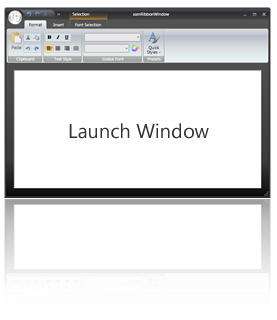 Selection
xamRibbonWindow
Format Insert Font Selection
Paste B I U Quick Styles
Clipboard Text Style Global Font Presets
Launch Window